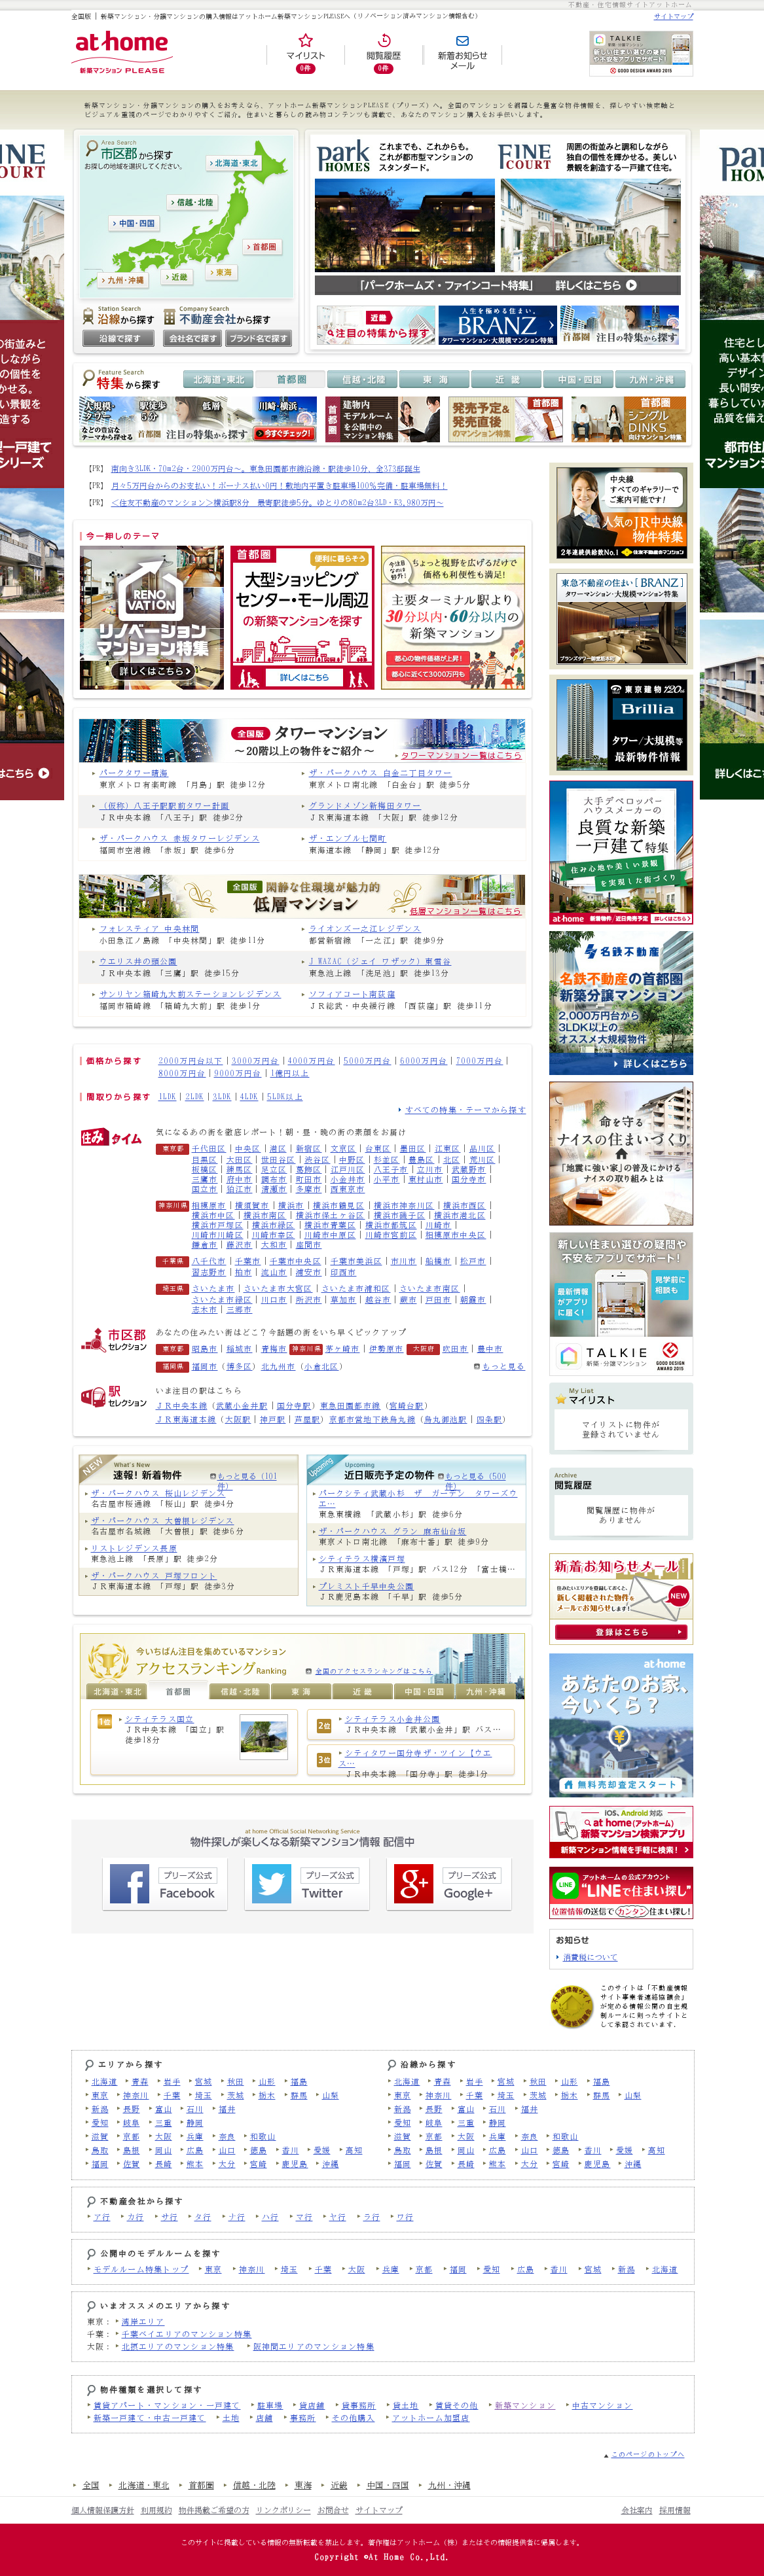 不動産・住宅情報サイトアットホーム
全国版 | 新築マンション・分譲マンションの購入情報はアットホーム新築マンションPLEASEへ（リノベーション済みマンション情報含む）
サイトマップ
at home
新築マンション PLEASE
マイリスト
0件
閲覧履歴
0件
新着お知らせメール
TALKIE
GOOD DESIGN AWARD 2015
新築マンション・分譲マンションの購入をお考えなら、アットホーム新築マンションPLEASE（プリーズ）へ。全国のマンションを網羅した豊富な物件情報を、探しやすい検索軸と
ビジュアル重視のページでわかりやすくご紹介。住まいと暮らしの読み物コンテンツも満載で、あなたのマンション購入をお手伝いします。
Area Search
市区郡から探す
お探しの地域を選択してください。
北海道・東北
信越・北陸
中国・四国
首都圏
東海
近畿
九州・沖縄
Station Search
沿線から探す
沿線で探す
Company Search
不動産会社から探す
会社名で探す
ブランド名で探す
park HOMES
これまでも、これからも。
これが都市型マンションの
スタンダード。
FINE COURT
周囲の街並みと調和しながら
独自の個性を輝かせる。美しい
景観を創造する一戸建て住宅。
「パークホームズ・ファインコート特集」 詳しくはこちら
近畿
注目の特集から探す
人生を極める住まい。
BRANZ
タワーマンション・大規模マンション特集
首都圏 注目の特集から探す
Feature Search
特集から探す
北海道・東北 首都圏 信越・北陸 東海 近畿 中国・四国 九州・沖縄
大規模・タワー 駅徒歩5分 低層 川崎・横浜
などの豊富なテーマから探せる 首都圏 注目の特集から探す 今すぐチェック!
首都圏 建物内モデルルームを公開中のマンション特集
発売予定&発売直後のマンション特集 首都圏
首都圏 シングル DINKS 向けマンション特集
【PR】 南向き3LDK・70m2台・2900万円台～。東急田園都市線沿線・駅徒歩10分、全373邸誕生
【PR】 月々5万円台からのお支払い！ボーナス払い0円！敷地内平置き駐車場100%完備・駐車場無料！
【PR】 ＜住友不動産のマンション＞横浜駅8分 最寄駅徒歩5分。ゆとりの80m2台3LD・K3,980万円～
今一押しのテーマ
RENOVATION
リノベーションマンション特集
詳しくはこちら
首都圏 便利に暮らそう
大型ショッピングセンター・モール周辺の新築マンション特集
詳しくはこちら
ちょっと視野を広げるだけで
価格も利便性も満足!
主要ターミナル駅より
30分以内・60分以内の
新築マンション
都心の物件価格が上昇!
都心に近くて3000万円も
全国版 タワーマンション
～20階以上の物件をご紹介～
タワーマンション一覧はこちら
パークタワー晴海
東京メトロ有楽町線 「月島」駅 徒歩12分
ザ・パークハウス 白金二丁目タワー
東京メトロ南北線 「白金台」駅 徒歩5分
（仮称）八王子駅駅前タワー計画
ＪＲ中央本線 「八王子」駅 徒歩2分
グランドメゾン新梅田タワー
ＪＲ東海道本線 「大阪」駅 徒歩12分
ザ・パークハウス 赤坂タワーレジデンス
福岡市空港線 「赤坂」駅 徒歩6分
ザ・エンブル七間町
東海道本線 「静岡」駅 徒歩12分
全国版 閑静な住環境が魅力的
低層マンション
低層マンション一覧はこちら
フォレスティア 中央林間
小田急江ノ島線 「中央林間」駅 徒歩11分
ライオンズ一之江レジデンス
都営新宿線 「一之江」駅 徒歩9分
ウエリス井の頭公園
ＪＲ中央本線 「三鷹」駅 徒歩15分
J WAZAC（ジェイ ワザック）東雪谷
東急池上線 「洗足池」駅 徒歩13分
サンリヤン箱崎九大前ステーションレジデンス
福岡市箱崎線 「箱崎九大前」駅 徒歩1分
ソフィアコート南荻窪
ＪＲ総武・中央緩行線 「西荻窪」駅 徒歩11分
価格から探す 2000万円台以下 | 3000万円台 | 4000万円台 | 5000万円台 | 6000万円台 | 7000万円台 |
8000万円台 | 9000万円台 | 1億円以上
間取りから探す 1LDK | 2LDK | 3LDK | 4LDK | 5LDK以上
すべての特集・テーマから探す
住みタイム 気になるあの街を徹底レポート！朝・昼・晩の街の素顔をお届け
東京都 千代田区 | 中央区 | 港区 | 新宿区 | 文京区 | 台東区 | 墨田区 | 江東区 | 品川区 |
目黒区 | 大田区 | 世田谷区 | 渋谷区 | 中野区 | 杉並区 | 豊島区 | 北区 | 荒川区 |
板橋区 | 練馬区 | 足立区 | 葛飾区 | 江戸川区 | 八王子市 | 立川市 | 武蔵野市 |
三鷹市 | 府中市 | 調布市 | 町田市 | 小金井市 | 小平市 | 東村山市 | 国分寺市 |
国立市 | 狛江市 | 清瀬市 | 多摩市 | 西東京市
神奈川県 相模原市 | 横須賀市 | 横浜市 | 横浜市鶴見区 | 横浜市神奈川区 | 横浜市西区 |
横浜市中区 | 横浜市南区 | 横浜市保土ヶ谷区 | 横浜市磯子区 | 横浜市港北区 |
横浜市戸塚区 | 横浜市緑区 | 横浜市青葉区 | 横浜市都筑区 | 川崎市 |
川崎市川崎区 | 川崎市幸区 | 川崎市中原区 | 川崎市宮前区 | 相模原市中央区 |
鎌倉市 | 藤沢市 | 大和市 | 座間市
千葉県 八千代市 | 千葉市 | 千葉市中央区 | 千葉市美浜区 | 市川市 | 船橋市 | 松戸市 |
習志野市 | 柏市 | 流山市 | 浦安市 | 印西市
埼玉県 さいたま市 | さいたま市大宮区 | さいたま市浦和区 | さいたま市南区 |
さいたま市緑区 | 川口市 | 所沢市 | 草加市 | 越谷市 | 蕨市 | 戸田市 | 朝霞市 |
志木市 | 三郷市
市区郡セレクション あなたの住みたい街はどこ？今話題の街をいち早くピックアップ
東京都 昭島市 | 稲城市 | 青梅市 神奈川県 茅ヶ崎市 | 伊勢原市 大阪府 吹田市 | 豊中市
福岡県 福岡市（博多区）北九州市（小倉北区） もっと見る
駅セレクション いま注目の駅はこちら
ＪＲ中央本線（武蔵小金井駅 | 国分寺駅）東急田園都市線（宮崎台駅）
ＪＲ東海道本線（大阪駅 | 神戸駅 | 芦屋駅）京都市営地下鉄烏丸線（烏丸御池駅 | 四条駅）
NEW What's New
速報！新着物件 もっと見る（101件）
ザ・パークハウス 桜山レジデンス
名古屋市桜通線 「桜山」駅 徒歩4分
ザ・パークハウス 大曽根レジデンス
名古屋市名城線 「大曽根」駅 徒歩6分
リストレジデンス長原
東急池上線 「長原」駅 徒歩2分
ザ・パークハウス 戸塚フロント
ＪＲ東海道本線 「戸塚」駅 徒歩3分
Upcoming
近日販売予定の物件 もっと見る（500件）
パークシティ武蔵小杉 ザ ガーデン タワーズウエ…
東急東横線 「武蔵小杉」駅 徒歩6分
ザ・パークハウス グラン 麻布仙台坂
東京メトロ南北線 「麻布十番」駅 徒歩9分
シティテラス横濱戸塚
ＪＲ東海道本線 「戸塚」駅 バス12分 「富士橋…
プレミスト千早中央公園
ＪＲ鹿児島本線 「千早」駅 徒歩5分
今いちばん注目を集めているマンション
アクセスランキング Ranking
全国のアクセスランキングはこちら
北海道・東北 首都圏 信越・北陸 東海 近畿 中国・四国 九州・沖縄
1位 シティテラス国立
ＪＲ中央本線 「国立」駅
徒歩18分
2位 シティテラス小金井公園
ＪＲ中央本線 「武蔵小金井」駅 バス…
3位 シティタワー国分寺ザ・ツイン【ウエス…
ＪＲ中央本線 「国分寺」駅 徒歩1分
at home Official Social Networking Service
物件探しが楽しくなる新築マンション情報 配信中
プリーズ公式 Facebook
プリーズ公式 Twitter
プリーズ公式 Google+
中央線
すべてのギャラリーで
ご案内可能です!
人気のJR中央線
物件特集
2年連続供給数No.1 住友不動産のマンション
東急不動産の住まい【BRANZ】
タワーマンション・大規模マンション特集
東京建物
Brillia
タワー/大規模等
最新物件情報
大手デベロッパー
ハウスメーカーの
良質な新築
一戸建て特集
住み心地や美しい景観
を実現した街づくり
名鉄不動産
名鉄不動産の首都圏
新築分譲マンション
2,000万円台から
3LDK以上の
オススメ大規模物件
詳しくはこちら
命を守る
ナイスの住まいづくり
「地震に強い家」の普及にかける
ナイスの取り組みとは
新しい住まい選びの疑問や
不安をアプリでサポート!
最新情報がアプリに届く!
見学前に相談も
TALKIE
新築・分譲マンション
GOOD DESIGN AWARD 2015
My List
マイリスト
マイリストに物件が
登録されていません
Archive
閲覧履歴
閲覧履歴に物件が
ありません
新着お知らせメール
住みたいエリアを登録しておくと、
新しく掲載された物件を
メールでお知らせします!
NEW
登録はこちら
at home
あなたのお家、
今いくら?
無料売却査定スタート
iOS、Android 対応
at home（アットホーム）
新築マンション検索アプリ
新築マンション情報を手軽に検索!
LINE
アットホームの公式アカウント
“LINEで住まい探し”
位置情報の送信でカンタン住まい探し!
お知らせ
消費税について
このサイトは「不動産情報
サイト事業者連絡協議会」
が定める情報公開の自主規
制ルールに則ったサイトと
して承認されています．
エリアから探す
北海道 青森 岩手 宮城 秋田 山形 福島
東京 神奈川 千葉 埼玉 茨城 栃木 群馬 山梨
新潟 長野 富山 石川 福井
愛知 岐阜 三重 静岡
滋賀 京都 大阪 兵庫 奈良 和歌山
鳥取 島根 岡山 広島 山口 徳島 香川 愛媛 高知
福岡 佐賀 長崎 熊本 大分 宮崎 鹿児島 沖縄
沿線から探す
北海道 青森 岩手 宮城 秋田 山形 福島
東京 神奈川 千葉 埼玉 茨城 栃木 群馬 山梨
新潟 長野 富山 石川 福井
愛知 岐阜 三重 静岡
滋賀 京都 大阪 兵庫 奈良 和歌山
鳥取 島根 岡山 広島 山口 徳島 香川 愛媛 高知
福岡 佐賀 長崎 熊本 大分 宮崎 鹿児島 沖縄
不動産会社から探す
ア行 カ行 サ行 タ行 ナ行 ハ行 マ行 ヤ行 ラ行 ワ行
公開中のモデルルームを探す
モデルルーム特集トップ 東京 神奈川 埼玉 千葉 大阪 兵庫 京都 福岡 愛知 広島 香川 宮城 新潟 北海道
いまオススメのエリアから探す
東京： 湾岸エリア
千葉： 千葉ベイエリアのマンション特集
大阪： 北摂エリアのマンション特集 阪神間エリアのマンション特集
物件種類を選択して探す
賃貸アパート・マンション・一戸建て 駐車場 貸店舗 貸事務所 貸土地 賃貸その他 新築マンション 中古マンション
新築一戸建て・中古一戸建て 土地 店舗 事務所 その他購入 アットホーム加盟店
このページのトップへ
全国 北海道・東北 首都圏 信越・北陸 東海 近畿 中国・四国 九州・沖縄
個人情報保護方針 利用規約 物件掲載ご希望の方 リンクポリシー お問合せ サイトマップ
会社案内 採用情報
このサイトに掲載している情報の無断転載を禁止します。著作権はアットホーム（株）またはその情報提供者に帰属します。
Copyright ©At Home Co.,Ltd.